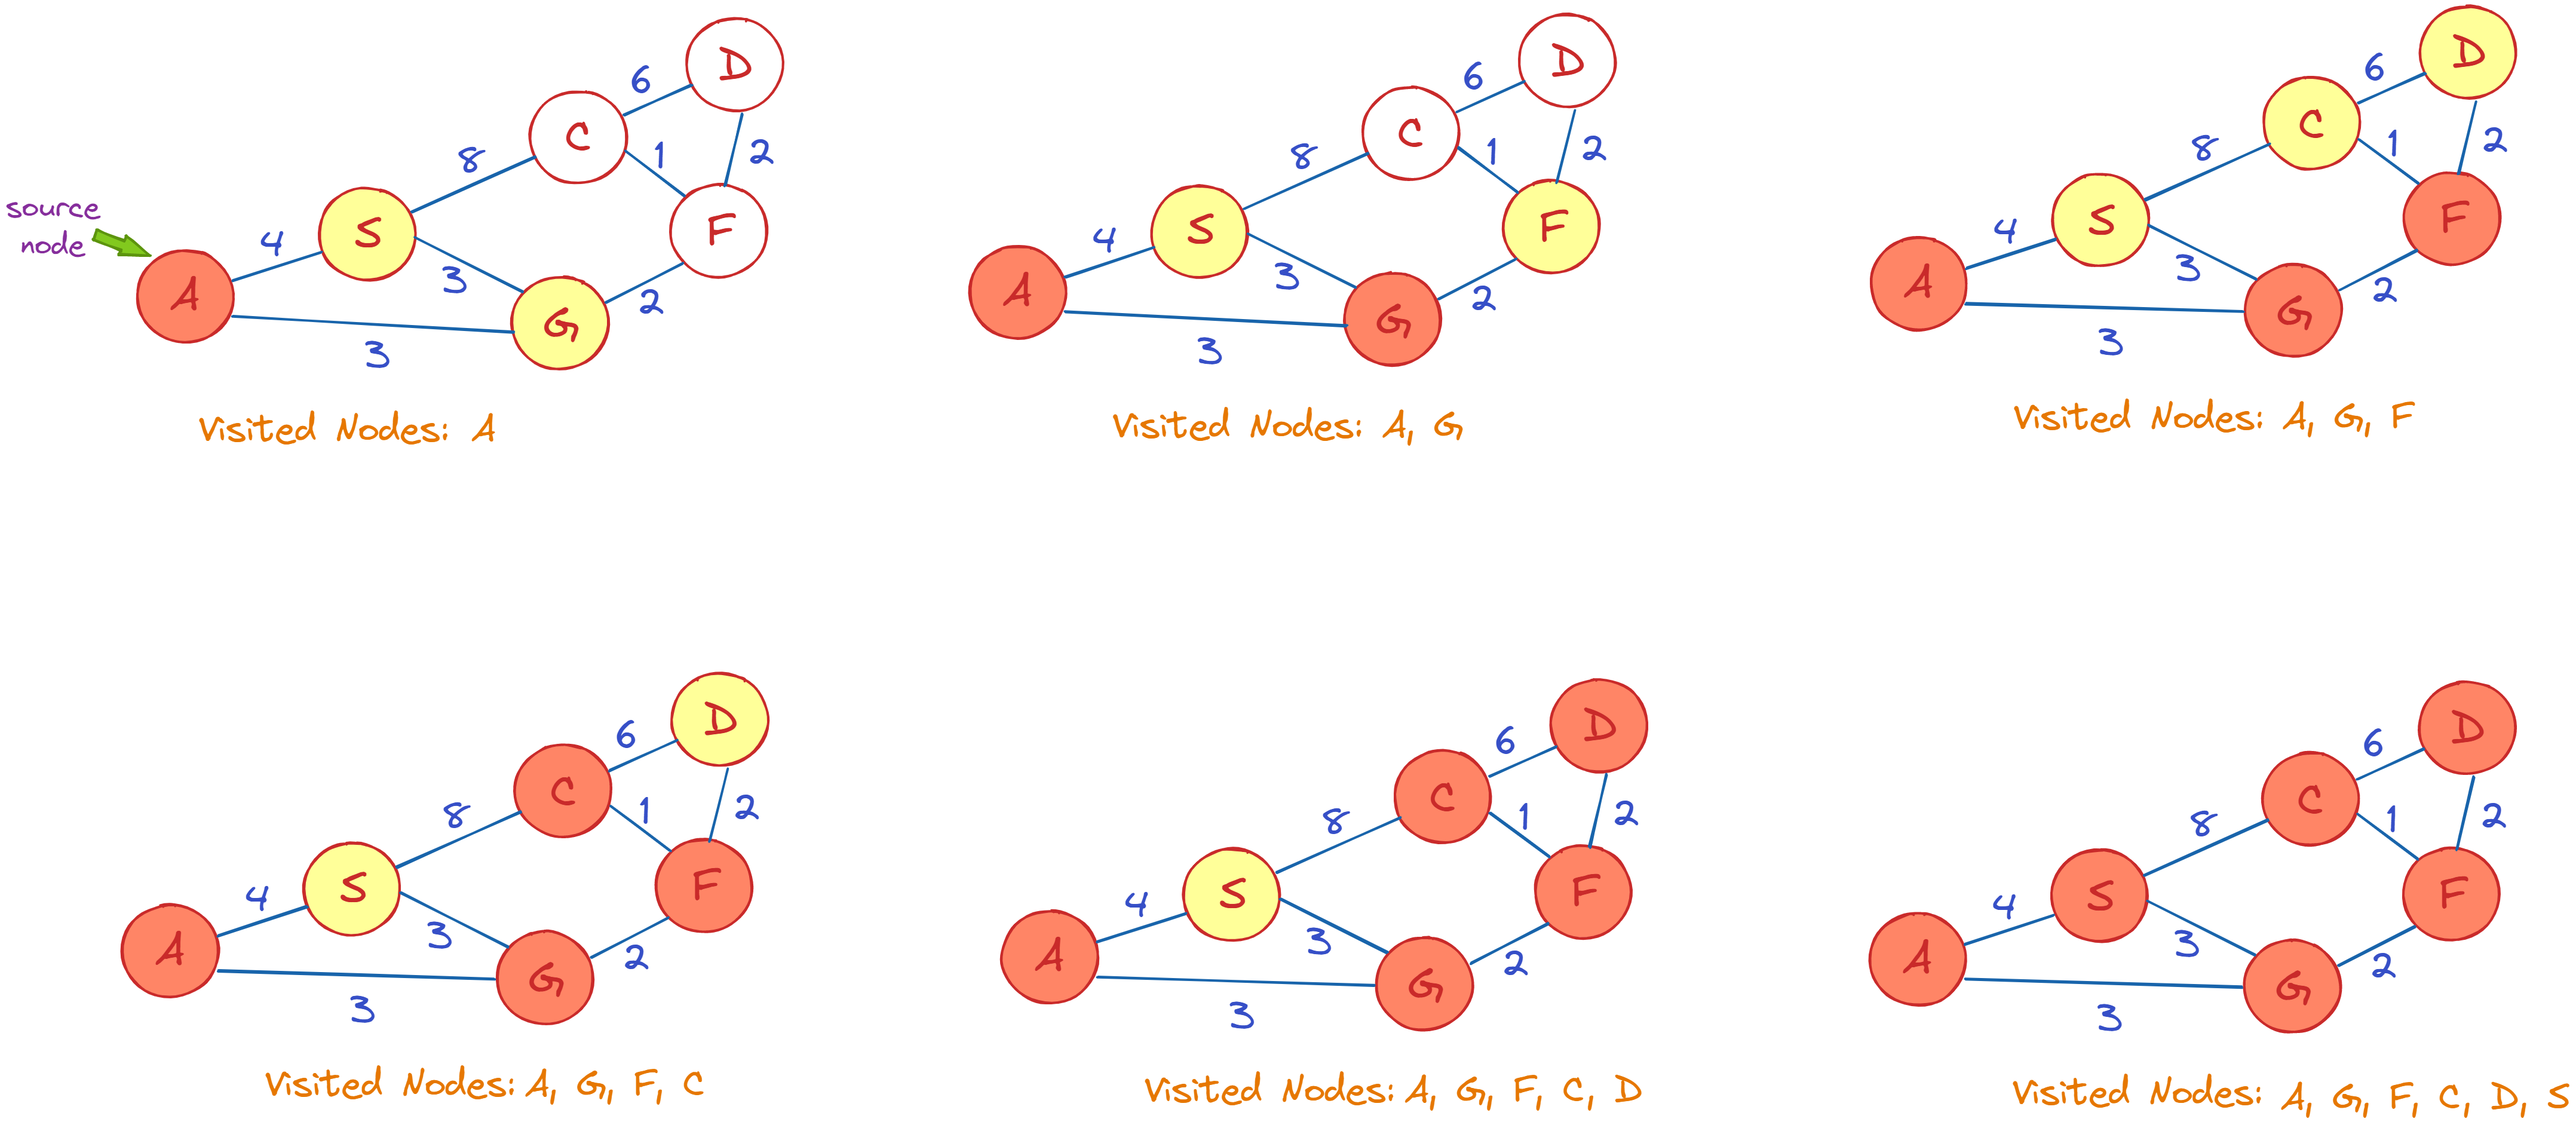 source
node
A
S
G
C
F
D
4
3
3
8
2
1
6
2
Visited Nodes: A
A
S
G
C
F
D
4
3
3
8
2
1
6
2
Visited Nodes: A, G
A
S
G
C
F
D
4
3
3
8
2
1
6
2
Visited Nodes: A, G, F
A
S
G
C
F
D
4
3
3
8
2
1
6
2
Visited Nodes: A, G, F, C
A
S
G
C
F
D
4
3
3
8
2
1
6
2
Visited Nodes: A, G, F, C, D
A
S
G
C
F
D
4
3
3
8
2
1
6
2
Visited Nodes: A, G, F, C, D, S